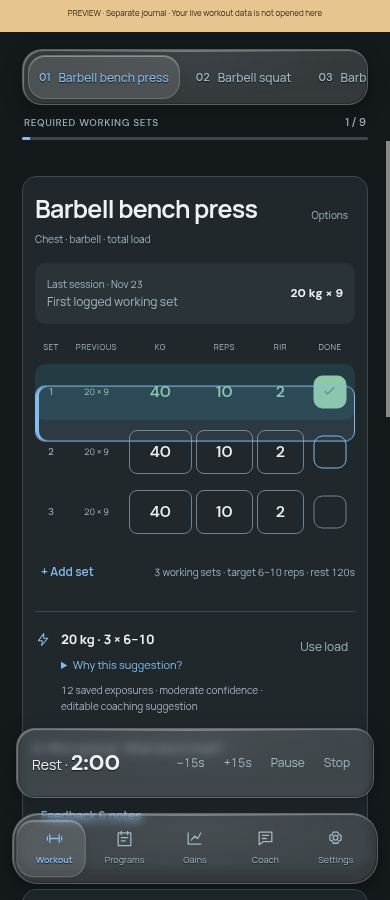 PREVIEW · Separate journal · Your live workout data is not opened here
01 Barbell bench press 02 Barbell squat 03 Barb
REQUIRED WORKING SETS 1 / 9
Barbell bench press Options
Chest · barbell · total load
Last session · Nov 23
First logged working set 20 kg × 9
SET PREVIOUS KG REPS RIR DONE
1 20 × 9 40 10 2
2 20 × 9 40 10 2
3 20 × 9 40 10 2
+ Add set 3 working sets · target 6–10 reps · rest 120s
20 kg · 3 × 6–10 Use load
Why this suggestion?
12 saved exposures · moderate confidence ·
editable coaching suggestion
Rest · 2:00 −15s +15s Pause Stop
Feedback & notes
Workout Programs Gains Coach Settings